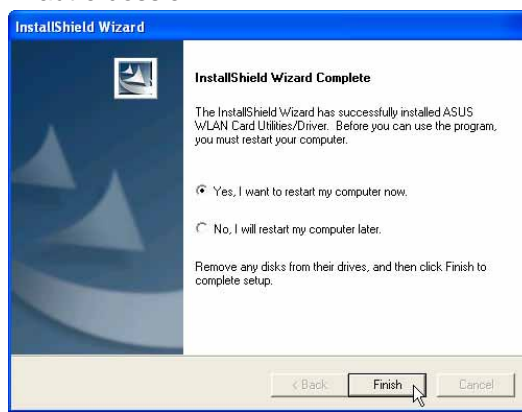 InstallShield Wizard
InstallShield Wizard Complete
The InstallShield Wizard has successfully installed ASUS
WLAN Card Utilities/Driver. Before you can use the program,
you must restart your computer.
Yes, I want to restart my computer now.
No, I will restart my computer later.
Remove any disks from their drives, and then click Finish to
complete setup.
< Back
Finish
Cancel